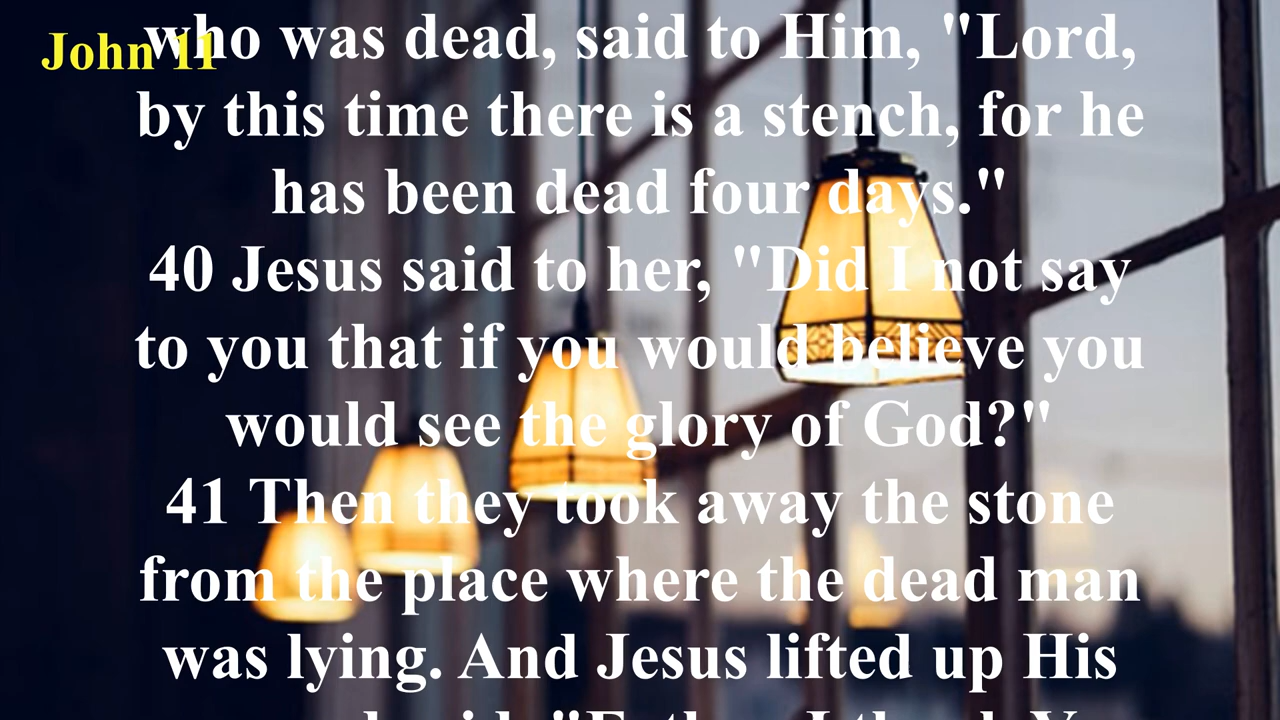 John 11
who was dead, said to Him, "Lord,
by this time there is a stench, for he
has been dead four days."
40 Jesus said to her, "Did I not say
to you that if you would believe you
would see the glory of God?"
41 Then they took away the stone
from the place where the dead man
was lying. And Jesus lifted up His